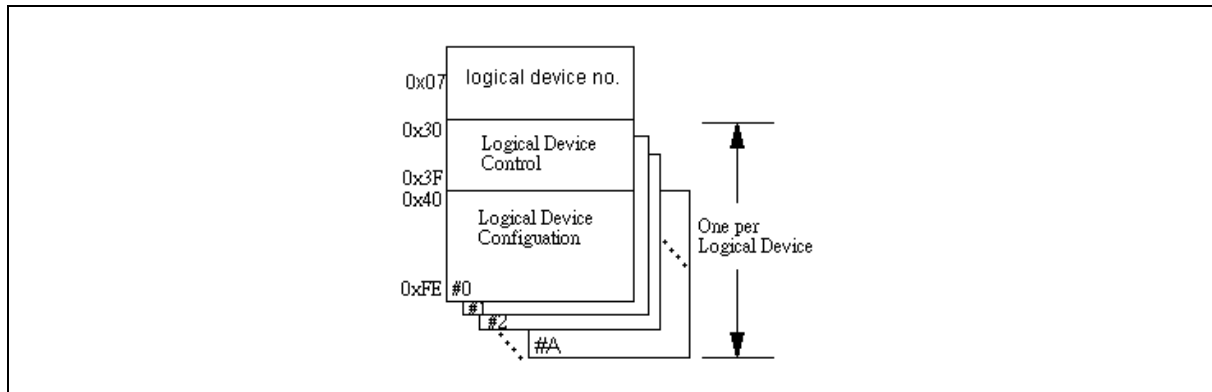 0x07
logical device no.
0x30
Logical Device
Control
0x3F
0x40
Logical Device
Configuation
One per
Logical Device
0xFE
#0
#1
#2
#A